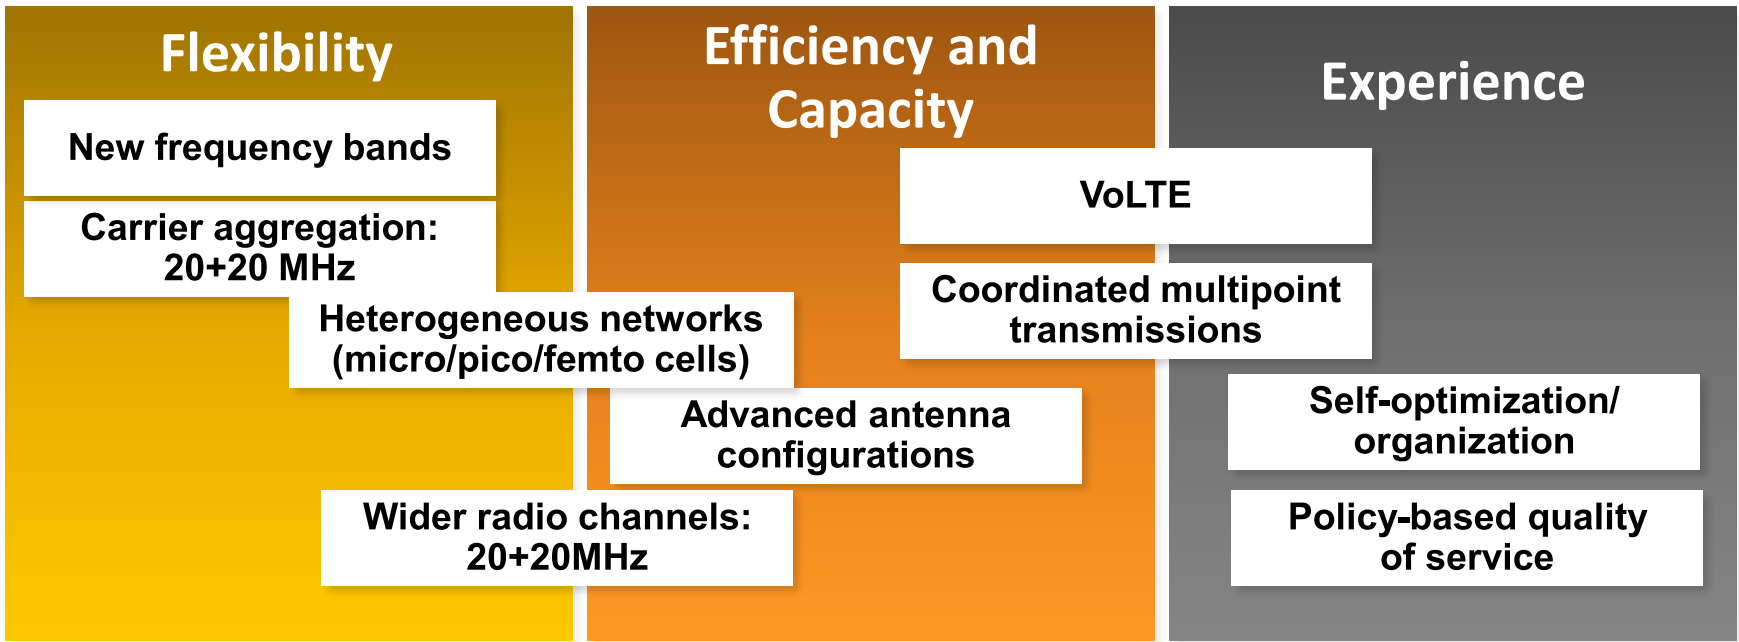 Flexibility
New frequency bands
Carrier aggregation:
20+20 MHz
Heterogeneous networks
(micro/pico/femto cells)
Wider radio channels:
20+20MHz
Efficiency and
Capacity
Advanced antenna
configurations
VoLTE
Coordinated multipoint
transmissions
Experience
Self-optimization/
organization
Policy-based quality
of service